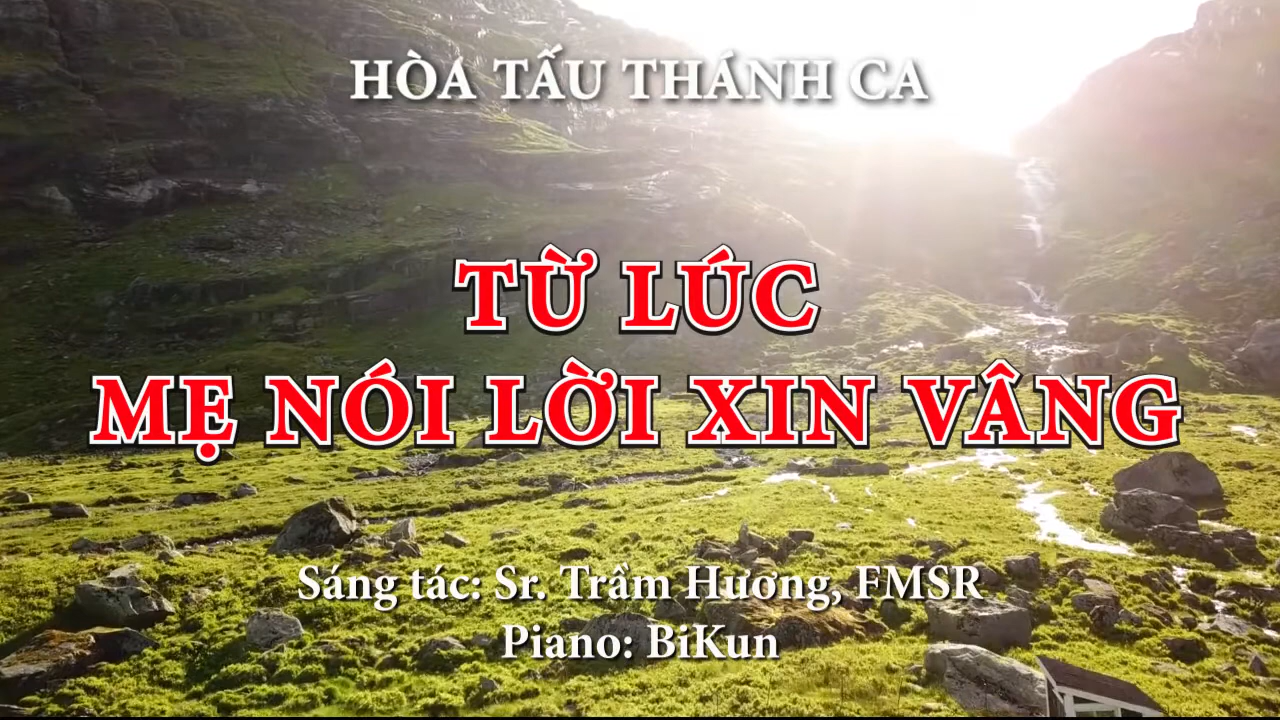 HÒA TẤU THÁNH CA
TỪ LÚC
MẸ NÓI LỜI XIN VÂNG
Sáng tác: Sr. Trầm Hương, FMSR
Piano: BiKun